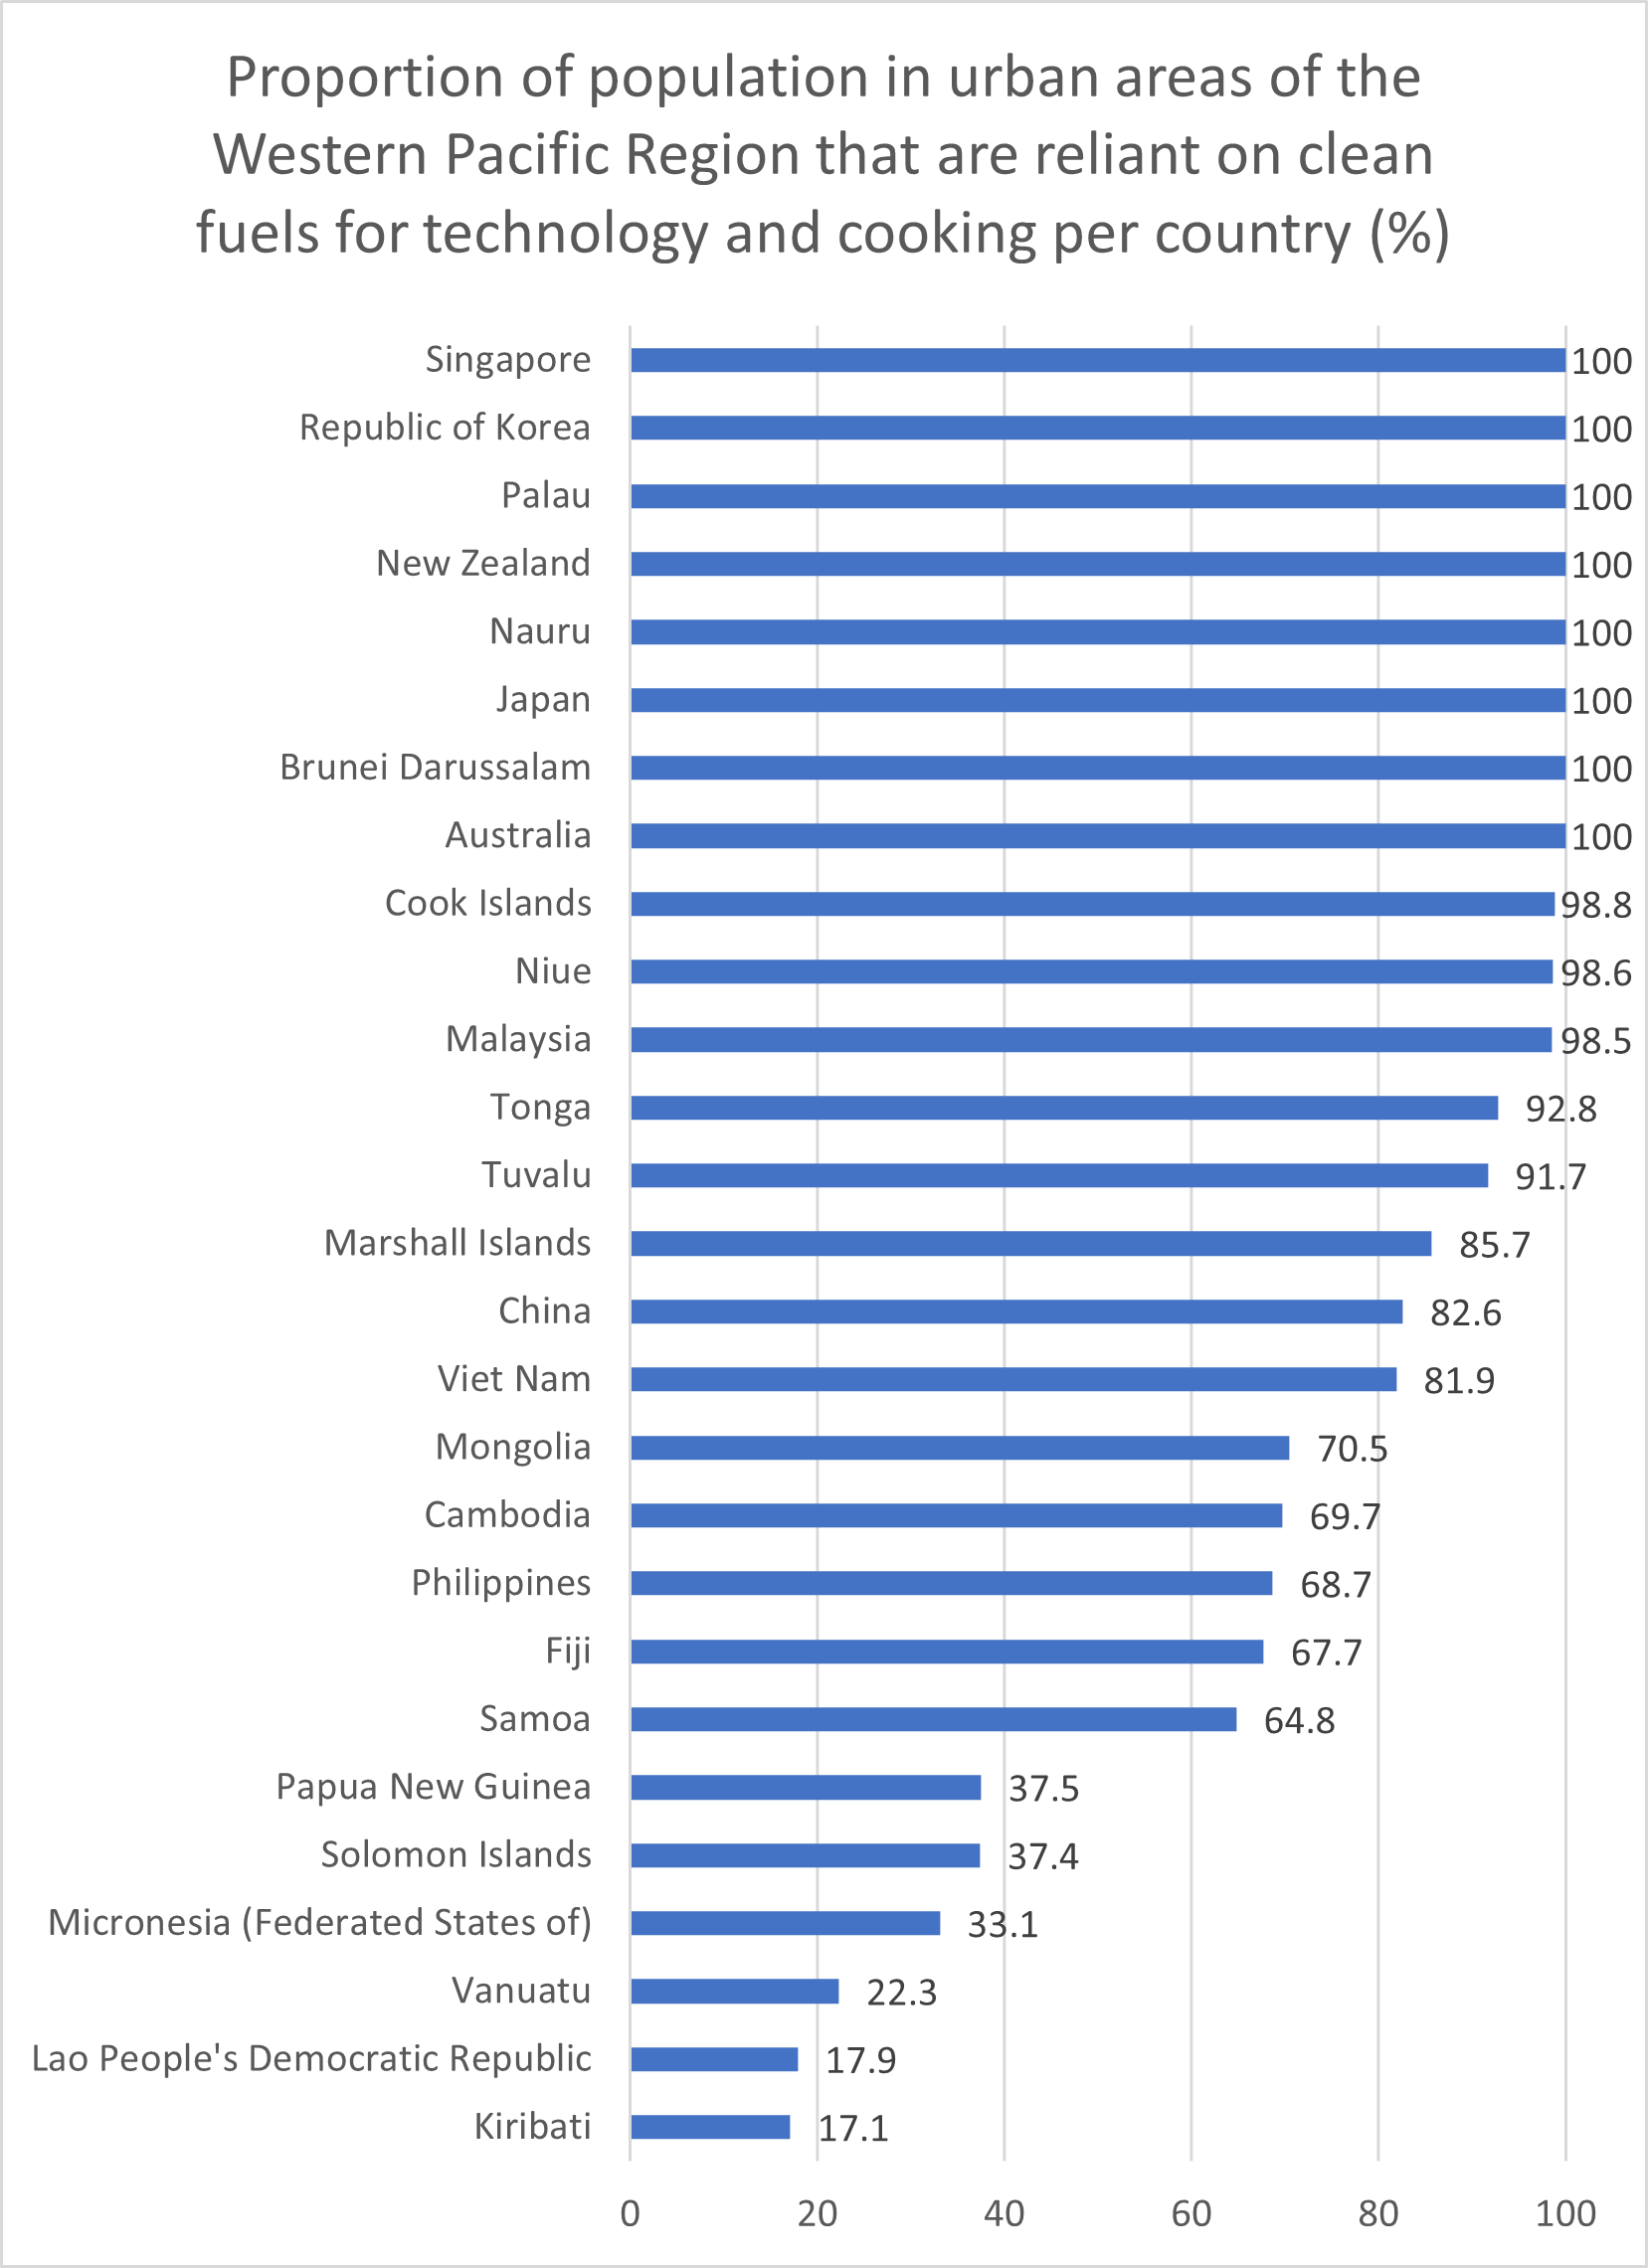 Proportion of population in urban areas of the
Western Pacific Region that are reliant on clean
fuels for technology and cooking per country (%)
Singapore 100
Republic of Korea 100
Palau 100
New Zealand 100
Nauru 100
Japan 100
Brunei Darussalam 100
Australia 100
Cook Islands 98.8
Niue 98.6
Malaysia 98.5
Tonga 92.8
Tuvalu 91.7
Marshall Islands 85.7
China 82.6
Viet Nam 81.9
Mongolia 70.5
Cambodia 69.7
Philippines 68.7
Fiji 67.7
Samoa 64.8
Papua New Guinea 37.5
Solomon Islands 37.4
Micronesia (Federated States of) 33.1
Vanuatu 22.3
Lao People's Democratic Republic 17.9
Kiribati 17.1
0 20 40 60 80 100